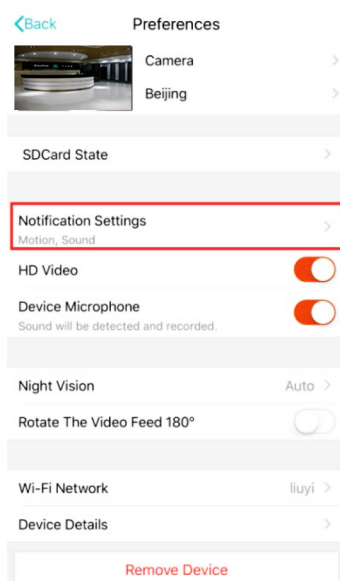 Back
Preferences
Camera
Beijing
SDCard State
Notification Settings
Motion, Sound
HD Video
Device Microphone
Sound will be detected and recorded.
Night Vision
Auto
Rotate The Video Feed 180°
Wi-Fi Network
liuyi
Device Details
Remove Device